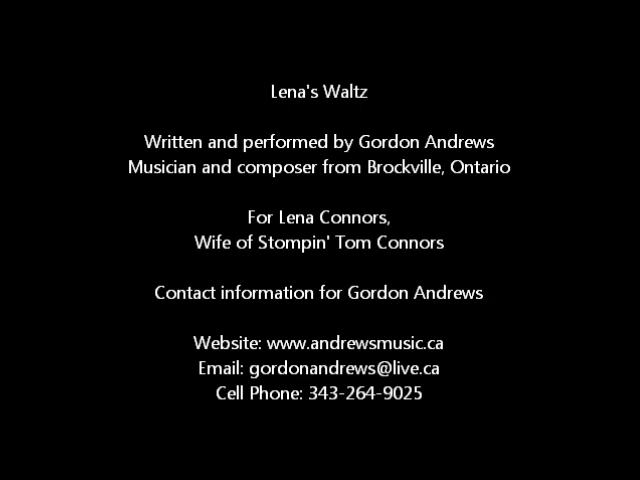 Lena's Waltz
Written and performed by Gordon Andrews
Musician and composer from Brockville, Ontario
For Lena Connors,
Wife of Stompin' Tom Connors
Contact information for Gordon Andrews
Website: www.andrewsmusic.ca
Email: gordonandrews@live.ca
Cell Phone: 343-264-9025